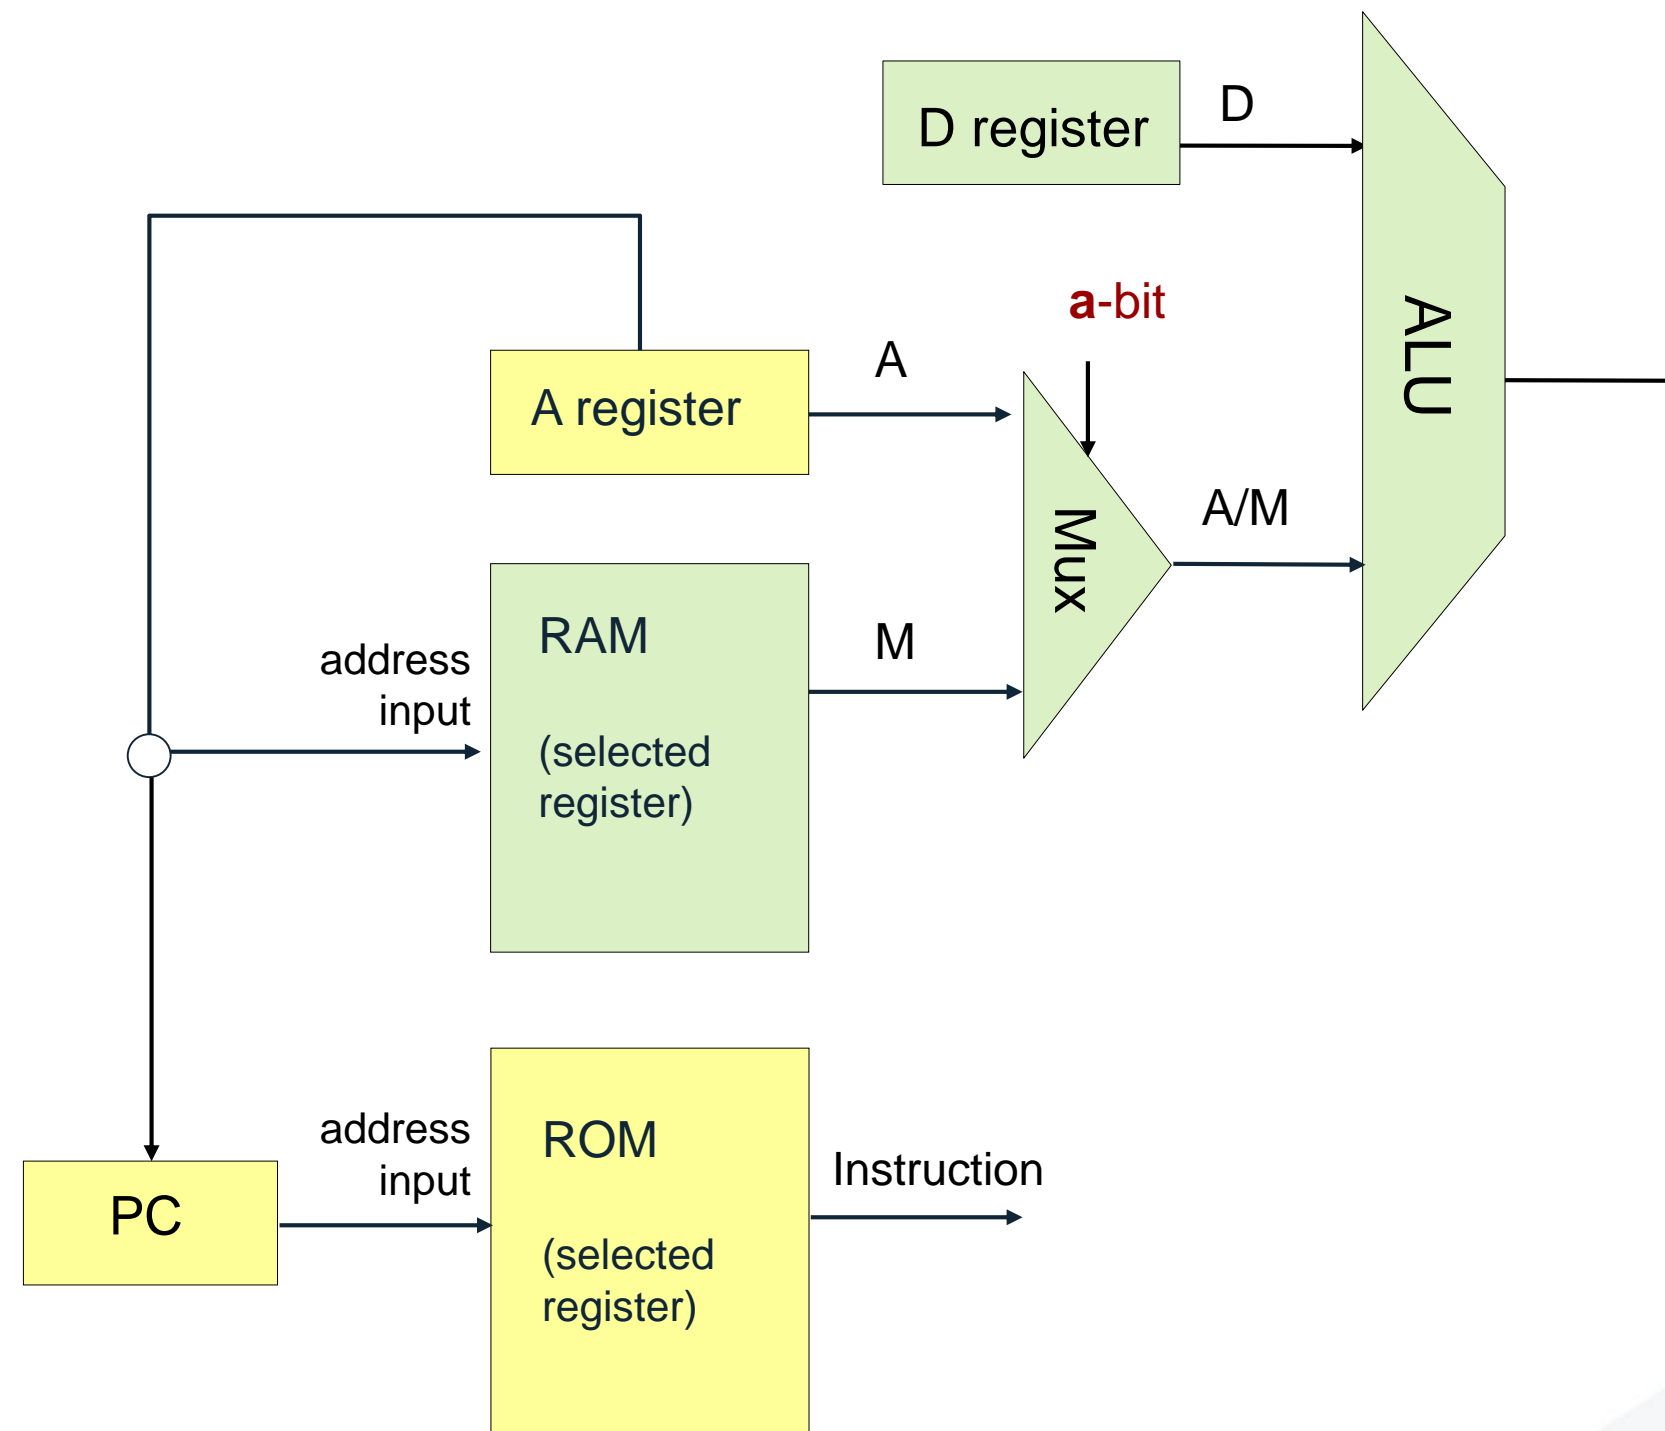 D register
D
ALU
a-bit
A register
A
Mux
A/M
RAM
(selected
register)
M
address
input
PC
address
input
ROM
(selected
register)
Instruction